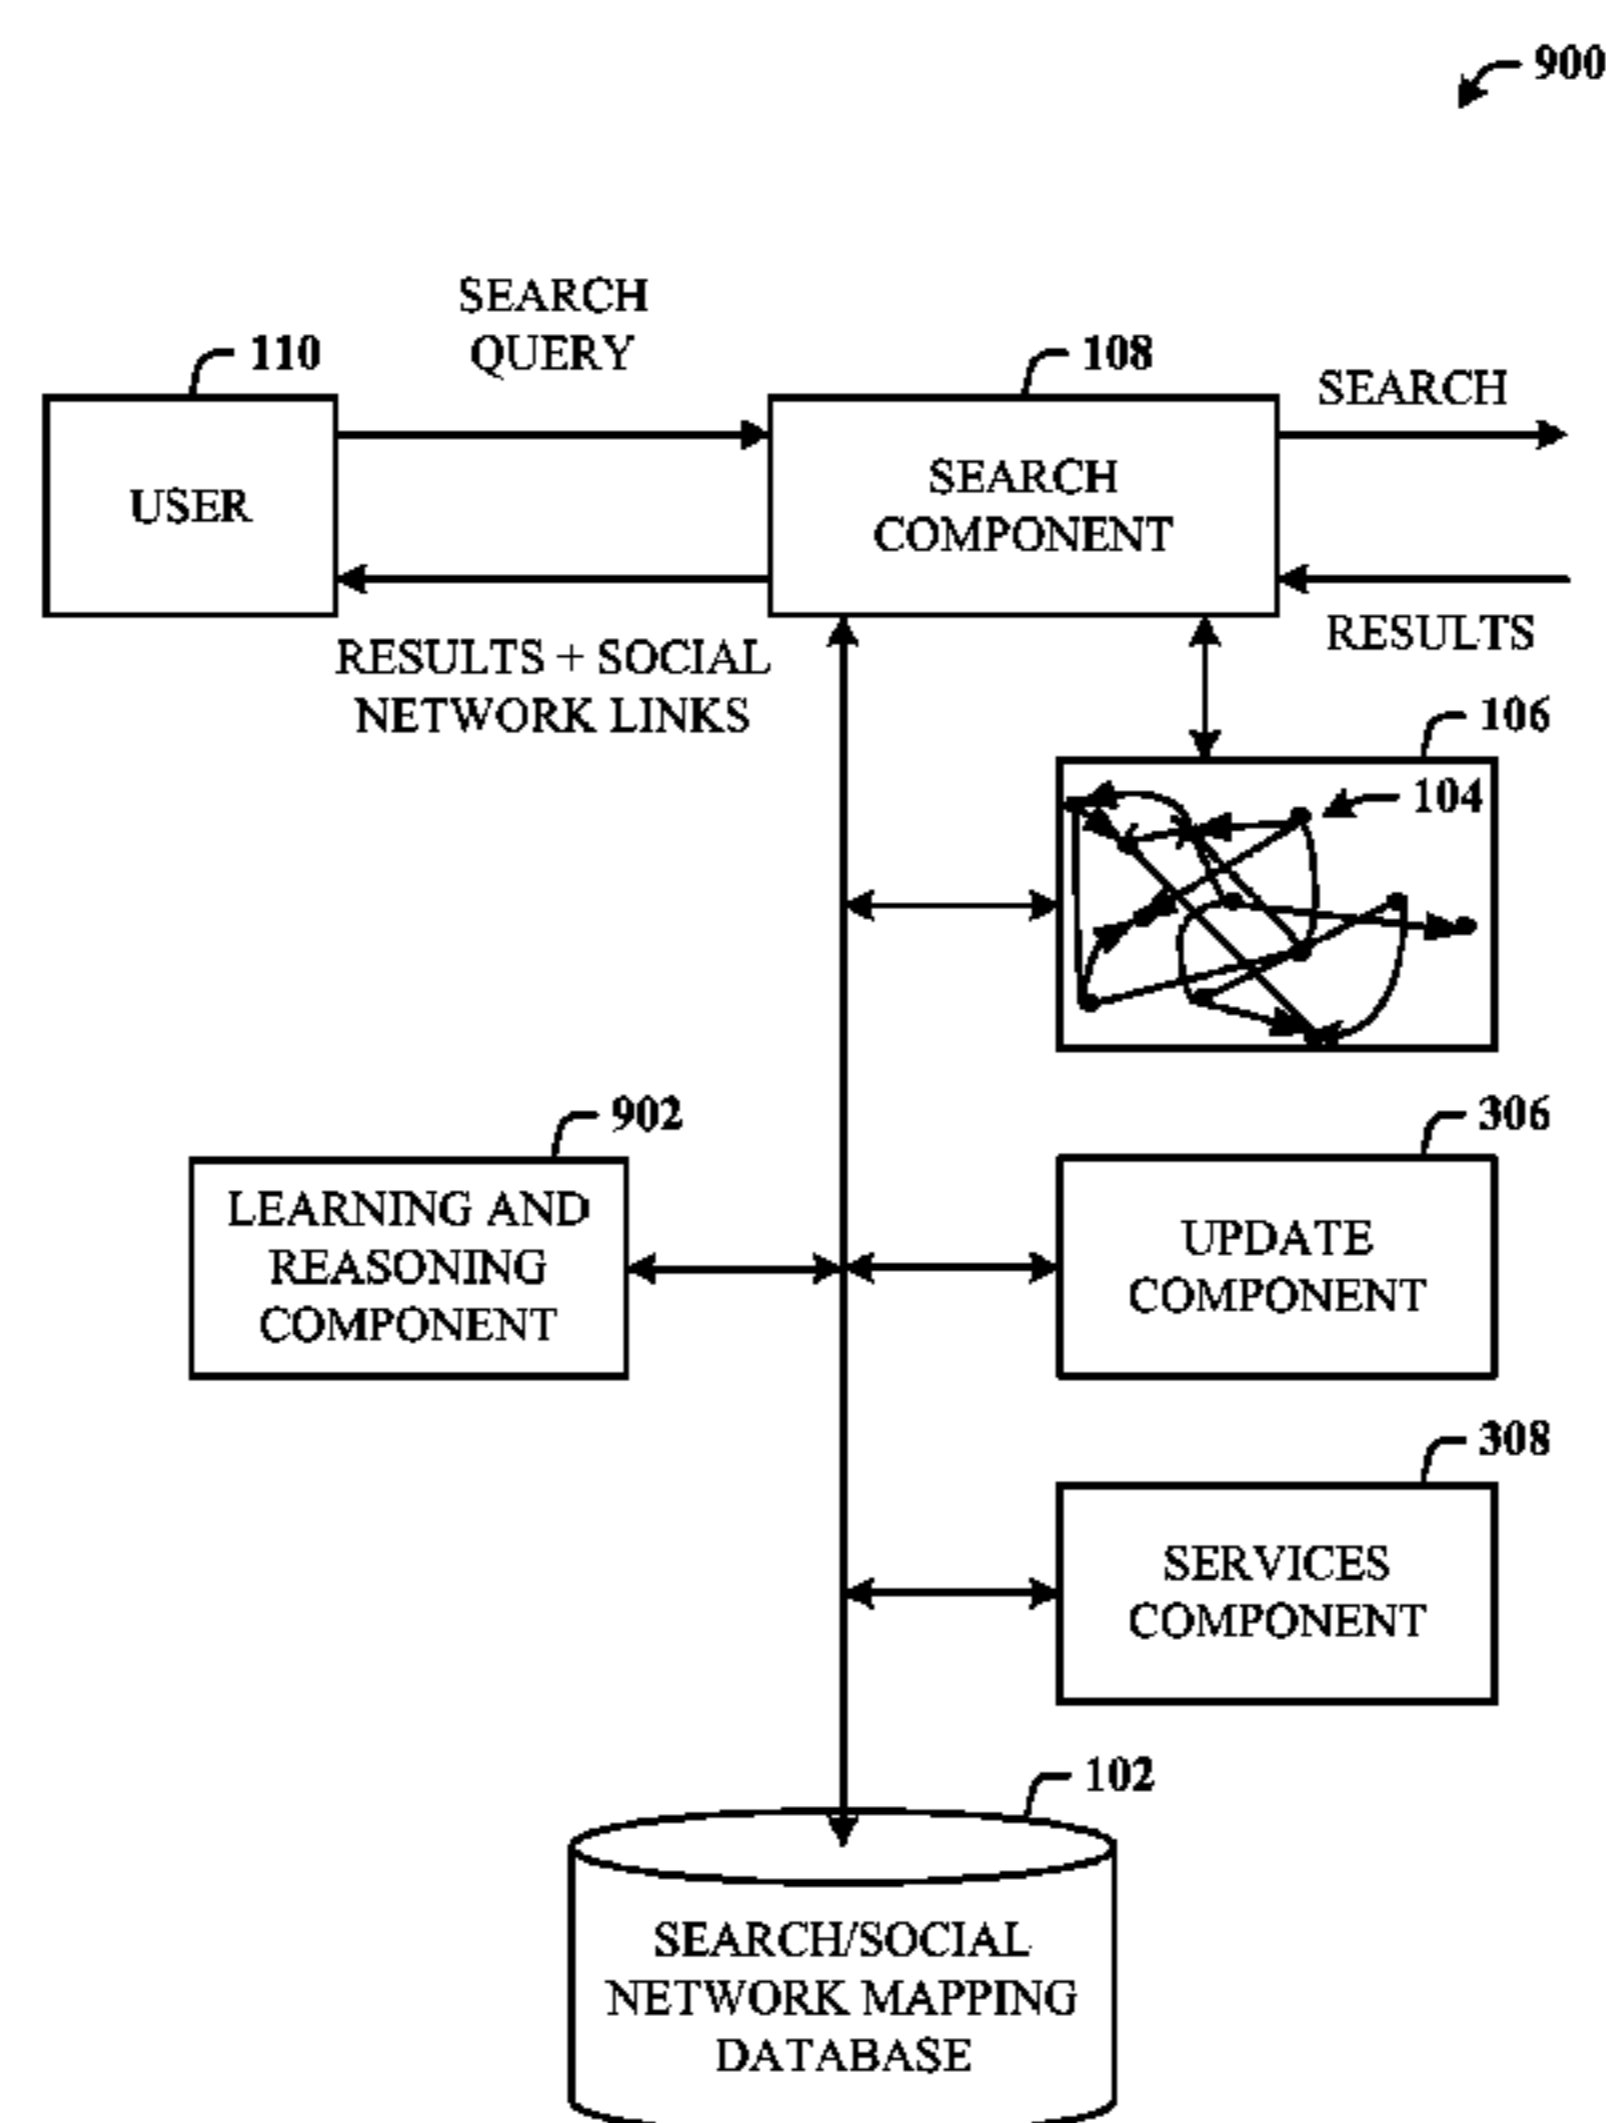 900
SEARCH
QUERY
110
108
SEARCH
USER
SEARCH
COMPONENT
RESULTS + SOCIAL
NETWORK LINKS
RESULTS
106
104
902
306
LEARNING AND
REASONING
COMPONENT
UPDATE
COMPONENT
308
SERVICES
COMPONENT
102
SEARCH/SOCIAL
NETWORK MAPPING
DATABASE